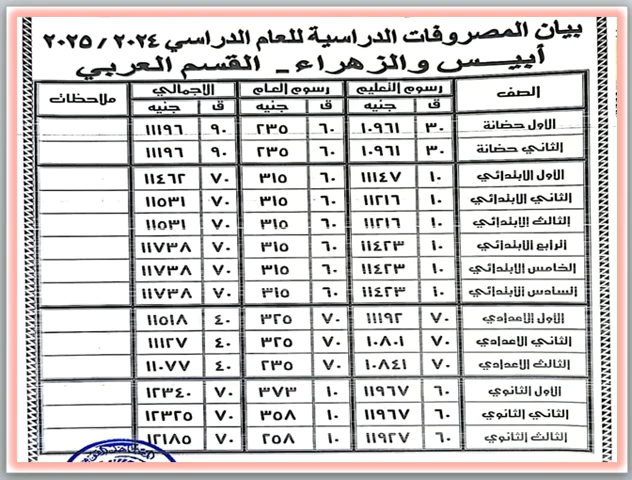 بيان المصروفات الدراسية للعام الدراسي ٢٠٢٤ / ٢٠٢٥
أبيس والزهراء - القسم العربي
الصف رسوم التعليم رسوم العام الاجمالي ملاحظات
ق جنيه ق جنيه ق جنيه
الاول حضانة ٣٠ ١٠٩٦١ ٦٠ ٢٣٥ ٩٠ ١١١٩٦
الثاني حضانة ٣٠ ١٠٩٦١ ٦٠ ٢٣٥ ٩٠ ١١١٩٦
الاول الابتدائي ١٠ ١١١٤٧ ٦٠ ٣١٥ ٧٠ ١١٤٦٢
الثاني الابتدائي ١٠ ١١٢١٦ ٦٠ ٣١٥ ٧٠ ١١٥٣١
الثالث الابتدائي ١٠ ١١٢١٦ ٦٠ ٣١٥ ٧٠ ١١٥٣١
الرابع الابتدائي ١٠ ١١٤٢٣ ٦٠ ٣١٥ ٧٠ ١١٧٣٨
الخامس الابتدائي ١٠ ١١٤٢٣ ٦٠ ٣١٥ ٧٠ ١١٧٣٨
السادس الابتدائي ١٠ ١١٤٢٣ ٦٠ ٣١٥ ٧٠ ١١٧٣٨
الاول الاعدادي ٧٠ ١١١٩٢ ٧٠ ٣٢٥ ٤٠ ١١٥١٨
الثاني الاعدادي ٧٠ ١٠٨٠١ ٧٠ ٣٢٥ ٤٠ ١١١٢٧
الثالث الاعدادي ٧٠ ١٠٨٤١ ٧٠ ٢٣٥ ٤٠ ١١٠٧٧
الاول الثانوي ٦٠ ١١٩٦٧ ١٠ ٣٧٣ ٧٠ ١٢٣٤٠
الثاني الثانوي ٦٠ ١١٩٦٧ ١٠ ٣٥٨ ٧٠ ١٢٣٢٥
الثالث الثانوي ٦٠ ١١٩٢٧ ١٠ ٢٥٨ ٧٠ ١٢١٨٥